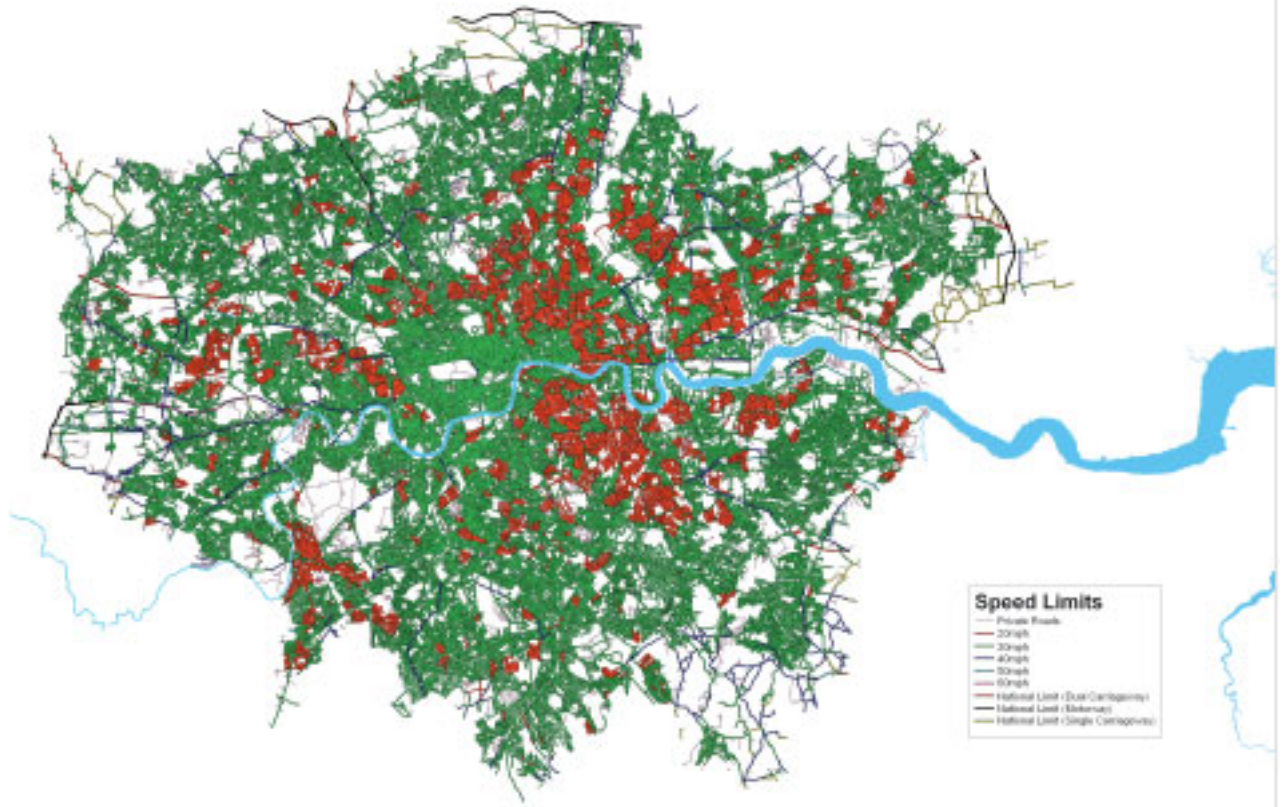 Speed Limits
Private Roads
20mph
30mph
40mph
50mph
60mph
National Limit (Dual Carriageway)
National Limit (Motorway)
National Limit (Single Carriageway)